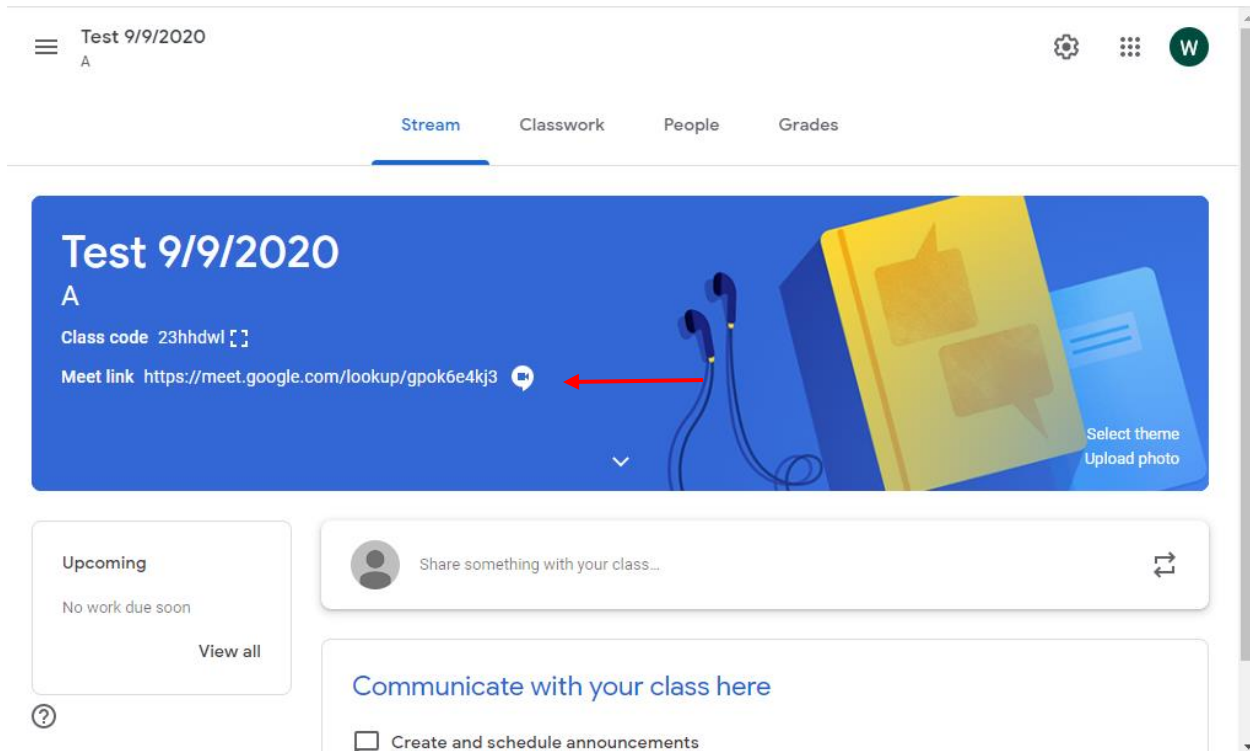 Test 9/9/2020
A
W
Stream Classwork People Grades
Test 9/9/2020
A
Class code 23hhdwl
Meet link https://meet.google.com/lookup/gpok6e4kj3
Select theme
Upload photo
Upcoming
No work due soon
View all
Share something with your class...
Communicate with your class here
Create and schedule announcements